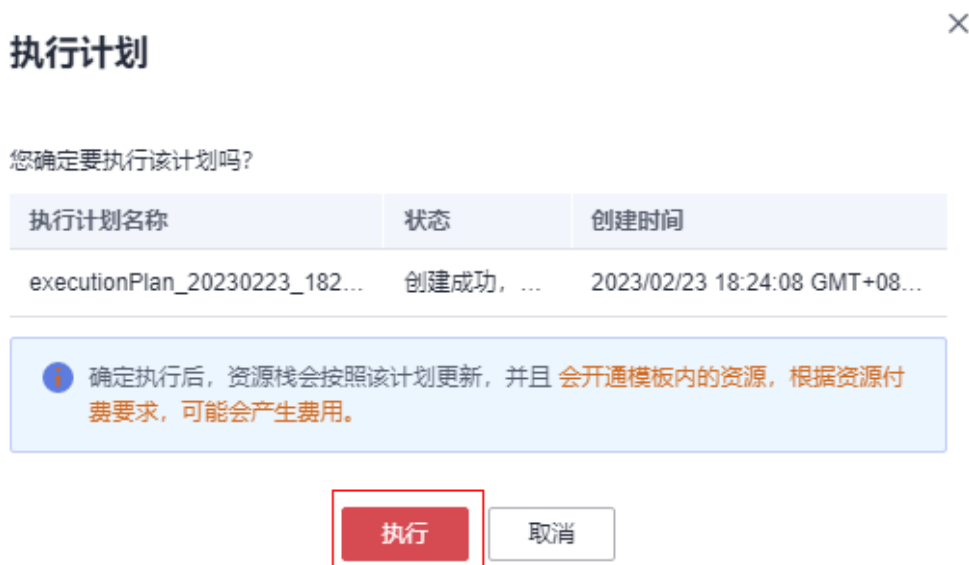 执行计划
您确定要执行该计划吗?
执行计划名称 状态 创建时间
executionPlan_20230223_182... 创建成功, ... 2023/02/23 18:24:08 GMT+08...
确定执行后,资源栈会按照该计划更新,并且 会开通模板内的资源,根据资源付
费要求,可能会产生费用。
执行 取消